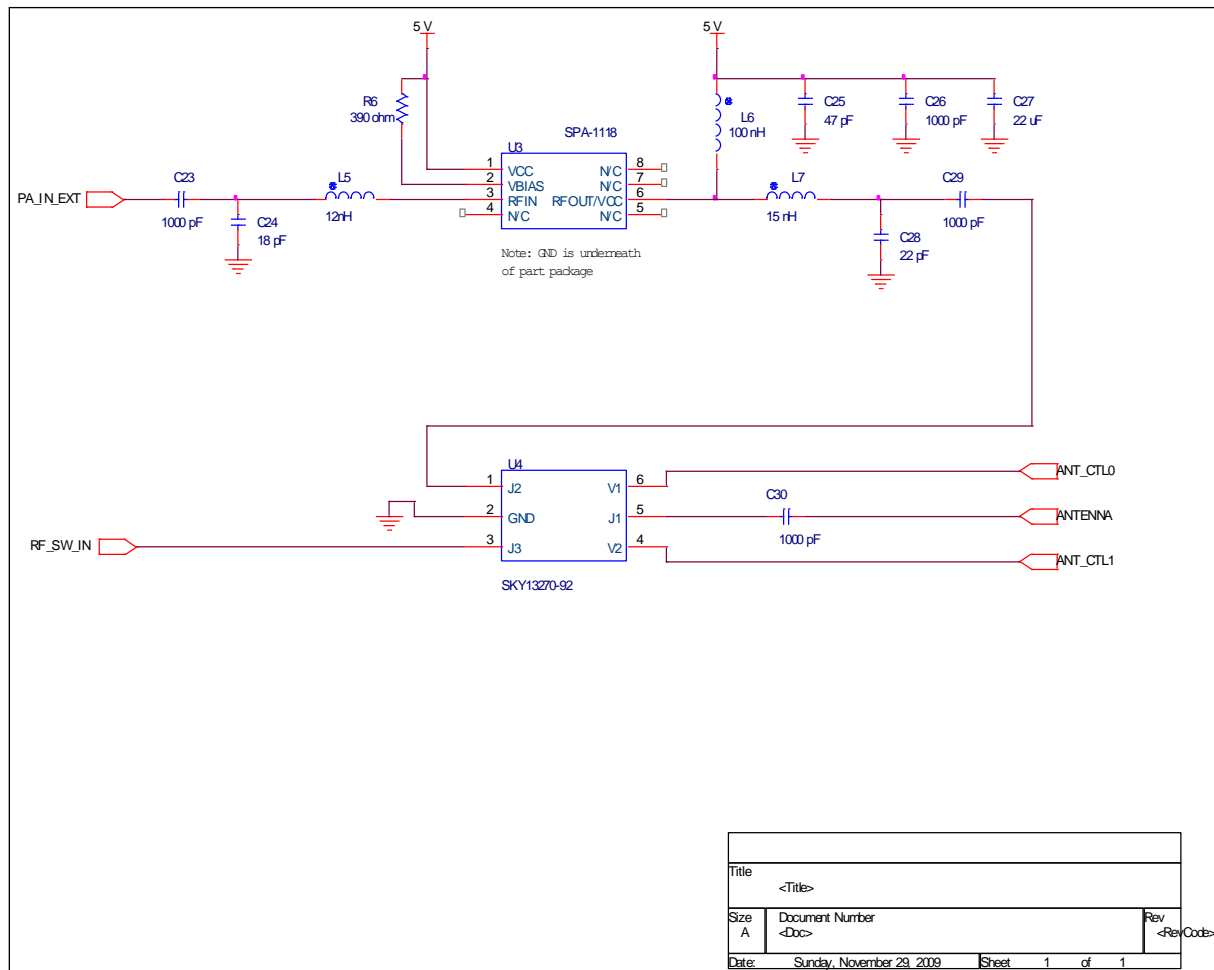 5 V
5 V
R6
390 ohm
C25
47 pF
C26
1000 pF
C27
22 uF
L6
100 nH
SPA-1118
U3
1 VCC N/C 8
2 VBIAS N/C 7
3 RFIN RFOUT/VCC 6
4 N/C N/C 5
PA_IN_EXT
C23
1000 pF
C24
18 pF
L5
12nH
L7
15 nH
C28
22 pF
C29
1000 pF
Note: GND is underneath
of part package
U4
1 J2 V1 6
2 GND J1 5
3 J3 V2 4
SKY13270-92
RF_SW_IN
C30
1000 pF
ANT_CTL0
ANTENNA
ANT_CTL1
Title
<Title>
Size
A
Document Number
<Doc>
Rev
<RevCode>
Date: Sunday, November 29, 2009 Sheet 1 of 1